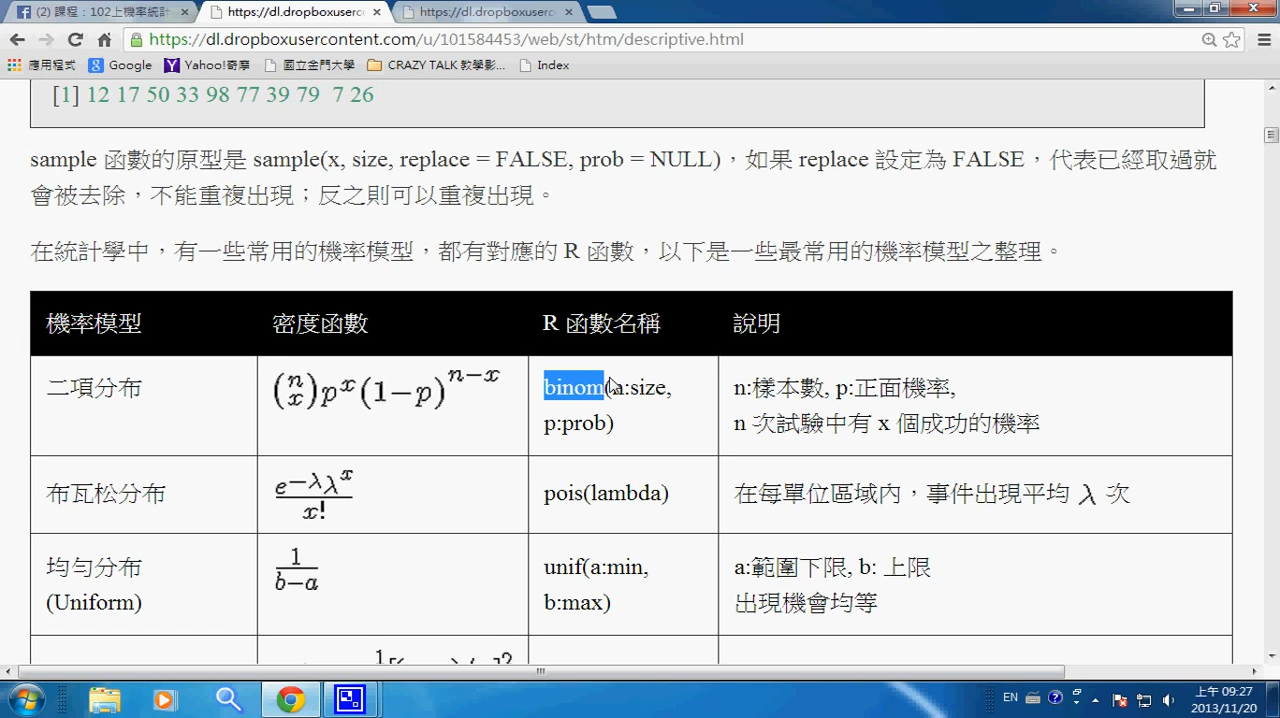 (2) 課程：102上機率統計
https://dl.dropboxuserc
https://dl.dropboxuserc
https://dl.dropboxusercontent.com/u/101584453/web/st/htm/descriptive.html
應用程式 Google Yahoo!奇摩 國立金門大學 CRAZY TALK 教學影... Index
[1] 12 17 50 33 98 77 39 79 7 26
sample 函數的原型是 sample(x, size, replace = FALSE, prob = NULL)，如果 replace 設定為 FALSE，代表已經取過就
會被去除，不能重複出現；反之則可以重複出現。
在統計學中，有一些常用的機率模型，都有對應的 R 函數，以下是一些最常用的機率模型之整理。
機率模型 密度函數 R 函數名稱 說明
二項分布 (n x)p^x(1−p)^{n−x} binom(a:size, n:樣本數, p:正面機率,
p:prob) n 次試驗中有 x 個成功的機率
布瓦松分布 e−λλ^x/x! pois(lambda) 在每單位區域內，事件出現平均 λ 次
均勻分布 1/b−a unif(a:min, a:範圍下限, b: 上限
(Uniform) b:max) 出現機會均等
EN 上午 09:27
2013/11/20